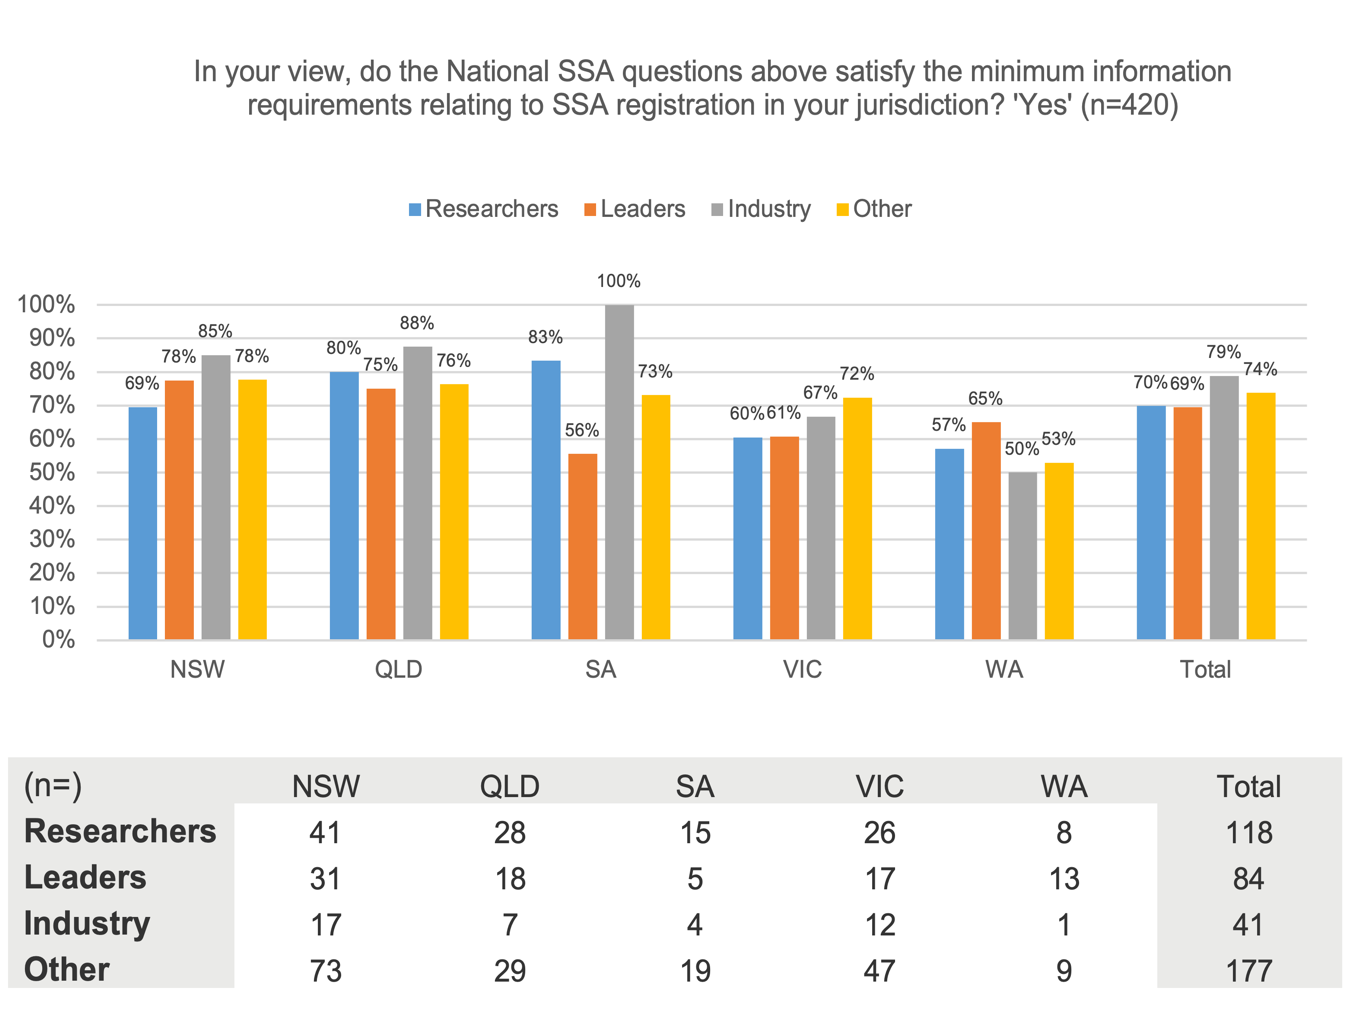 In your view, do the National SSA questions above satisfy the minimum information
requirements relating to SSA registration in your jurisdiction? 'Yes' (n=420)
Researchers Leaders Industry Other
100%
90%
80%
70%
60%
50%
40%
30%
20%
10%
0%
69% 78% 85% 78%
80% 75% 88% 76%
83% 56% 100% 73%
60% 61% 67% 72%
57% 65% 50% 53%
70% 69% 79% 74%
NSW QLD SA VIC WA Total
(n=) NSW QLD SA VIC WA Total
Researchers 41 28 15 26 8 118
Leaders 31 18 5 17 13 84
Industry 17 7 4 12 1 41
Other 73 29 19 47 9 177